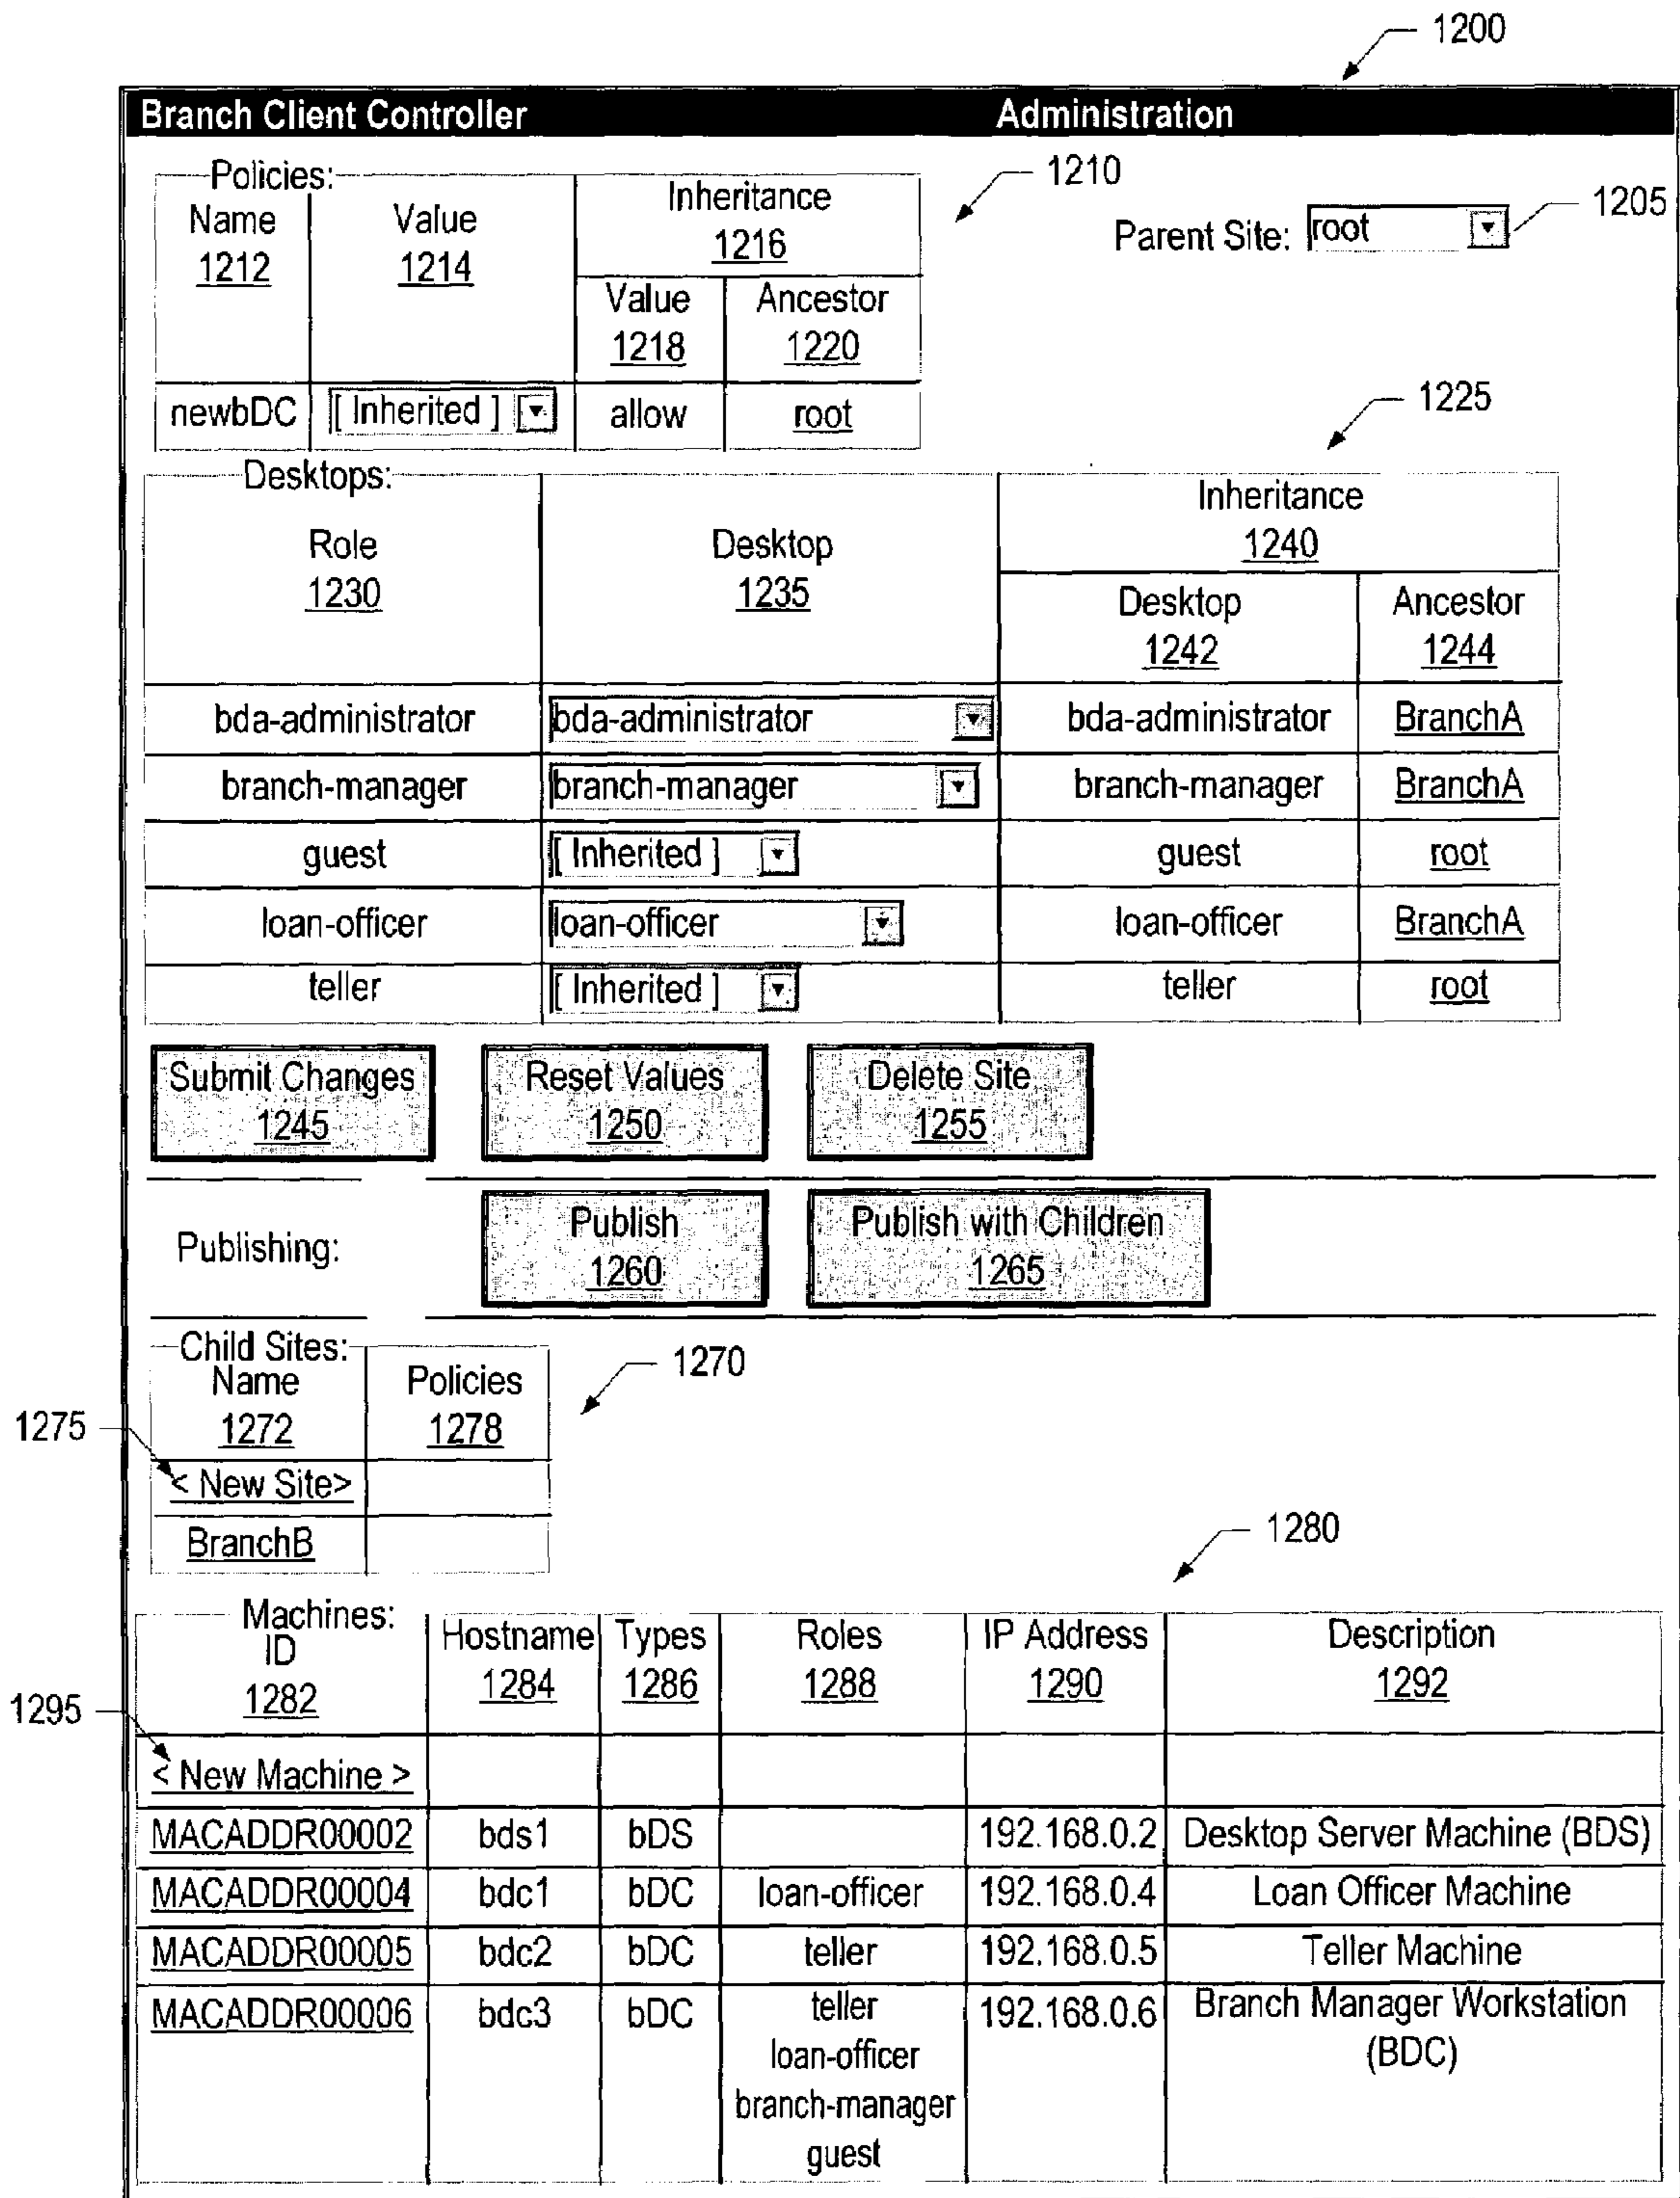 1200
Branch Client Controller Administration
Policies:
1210
Name Value Inheritance
1212 1214 1216
Parent Site: root 1205
Value Ancestor
1218 1220
newbDC [ Inherited ] allow root
1225
Desktops:
Role Desktop Inheritance
1230 1235 1240
Desktop Ancestor
1242 1244
bda-administrator bda-administrator bda-administrator BranchA
branch-manager branch-manager branch-manager BranchA
guest [ Inherited ] guest root
loan-officer loan-officer loan-officer BranchA
teller [ Inherited ] teller root
Submit Changes Reset Values Delete Site
1245 1250 1255
Publishing:
Publish Publish with Children
1260 1265
Child Sites:
1270
Name Policies
1272 1278
1275
< New Site>
BranchB
1280
Machines:
ID Hostname Types Roles IP Address Description
1282 1284 1286 1288 1290 1292
1295
< New Machine >
MACADDR00002 bds1 bDS 192.168.0.2 Desktop Server Machine (BDS)
MACADDR00004 bdc1 bDC loan-officer 192.168.0.4 Loan Officer Machine
MACADDR00005 bdc2 bDC teller 192.168.0.5 Teller Machine
MACADDR00006 bdc3 bDC teller 192.168.0.6 Branch Manager Workstation
loan-officer (BDC)
branch-manager
guest